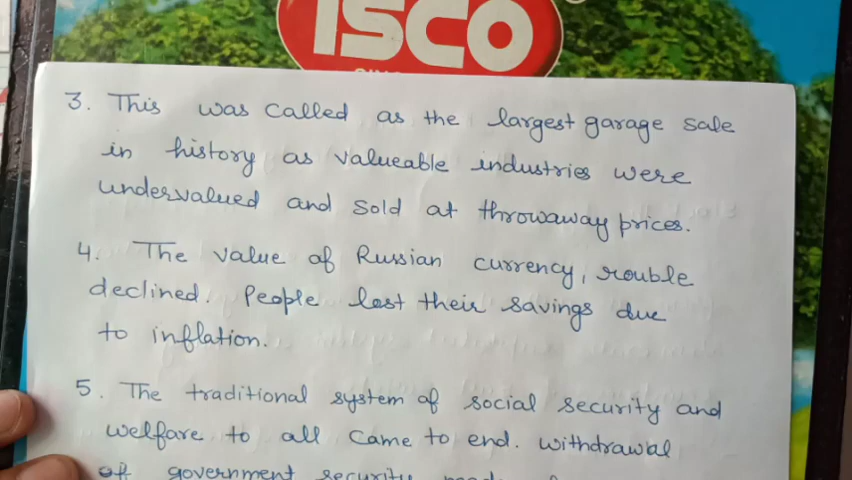 ISCO
3. This was called as the largest garage sale
in history as valueable industries were
undervalued and sold at throwaway prices.
4. The value of Russian currency, rouble
declined. People lost their savings due
to inflation.
5. The traditional system of social security and
welfare to all came to end. Withdrawal
of government security